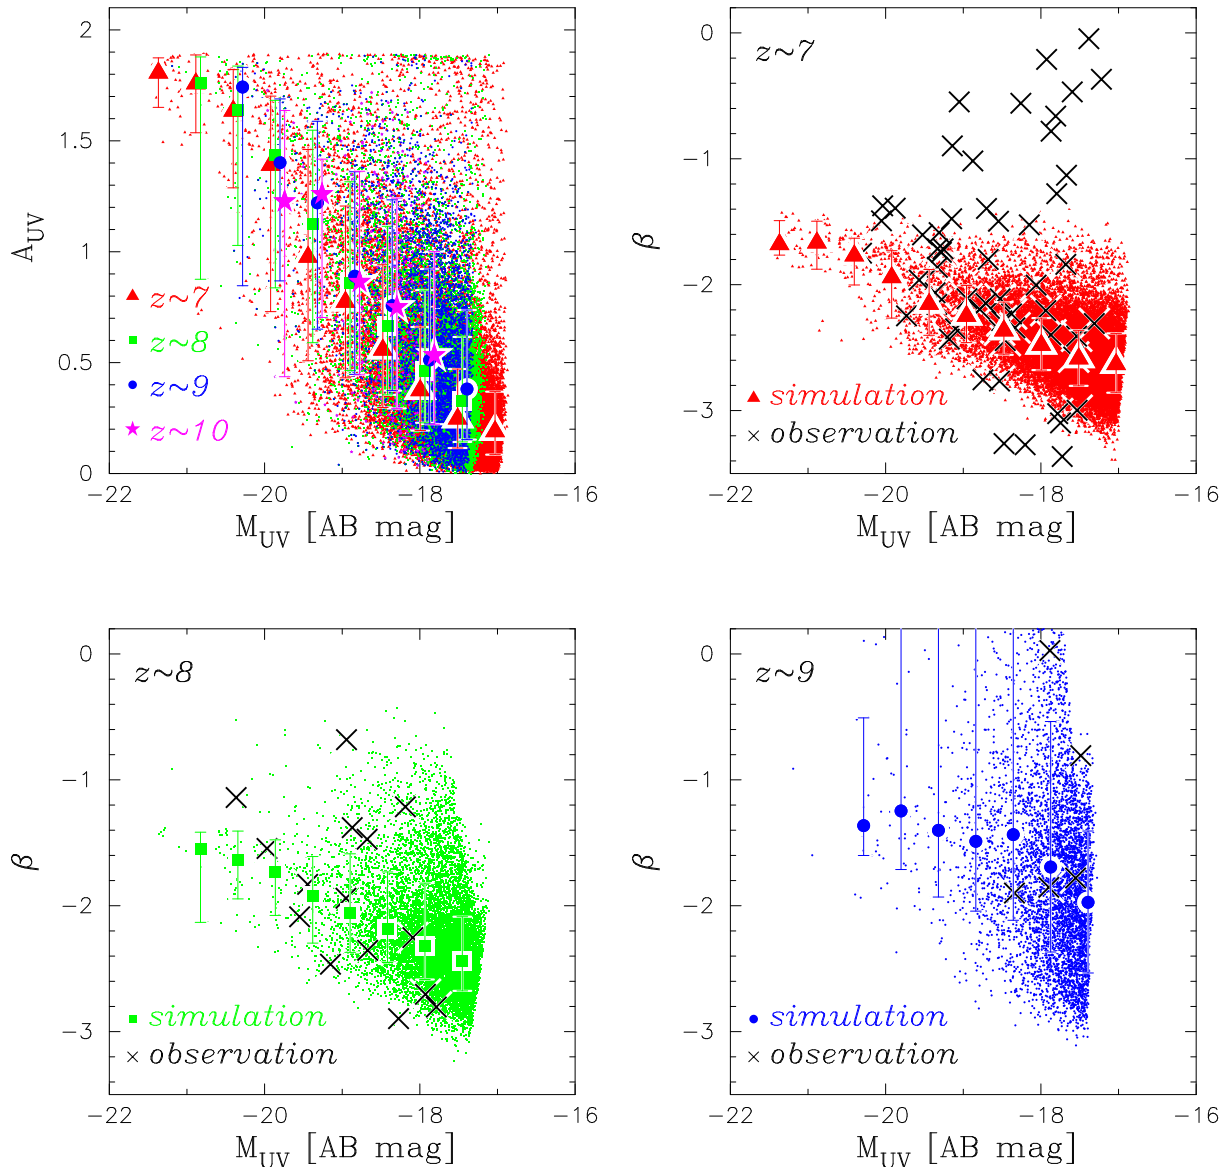 2
1.5
1
0.5
0
A_UV
z~7
z~8
z~9
z~10
−22
−20
−18
−16
M_UV [AB mag]
0
−1
−2
−3
β
z~7
simulation
observation
−22
−20
−18
−16
M_UV [AB mag]
0
−1
−2
−3
β
z~8
simulation
observation
−22
−20
−18
−16
M_UV [AB mag]
0
−1
−2
−3
β
z~9
simulation
observation
−22
−20
−18
−16
M_UV [AB mag]